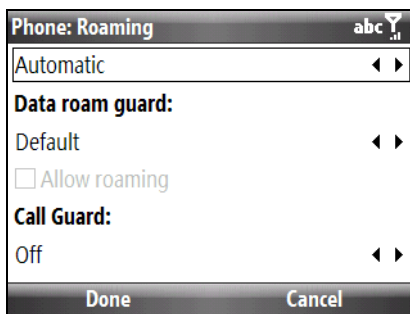 Phone: Roaming abc
Automatic
Data roam guard:
Default
Allow roaming
Call Guard:
Off
Done Cancel